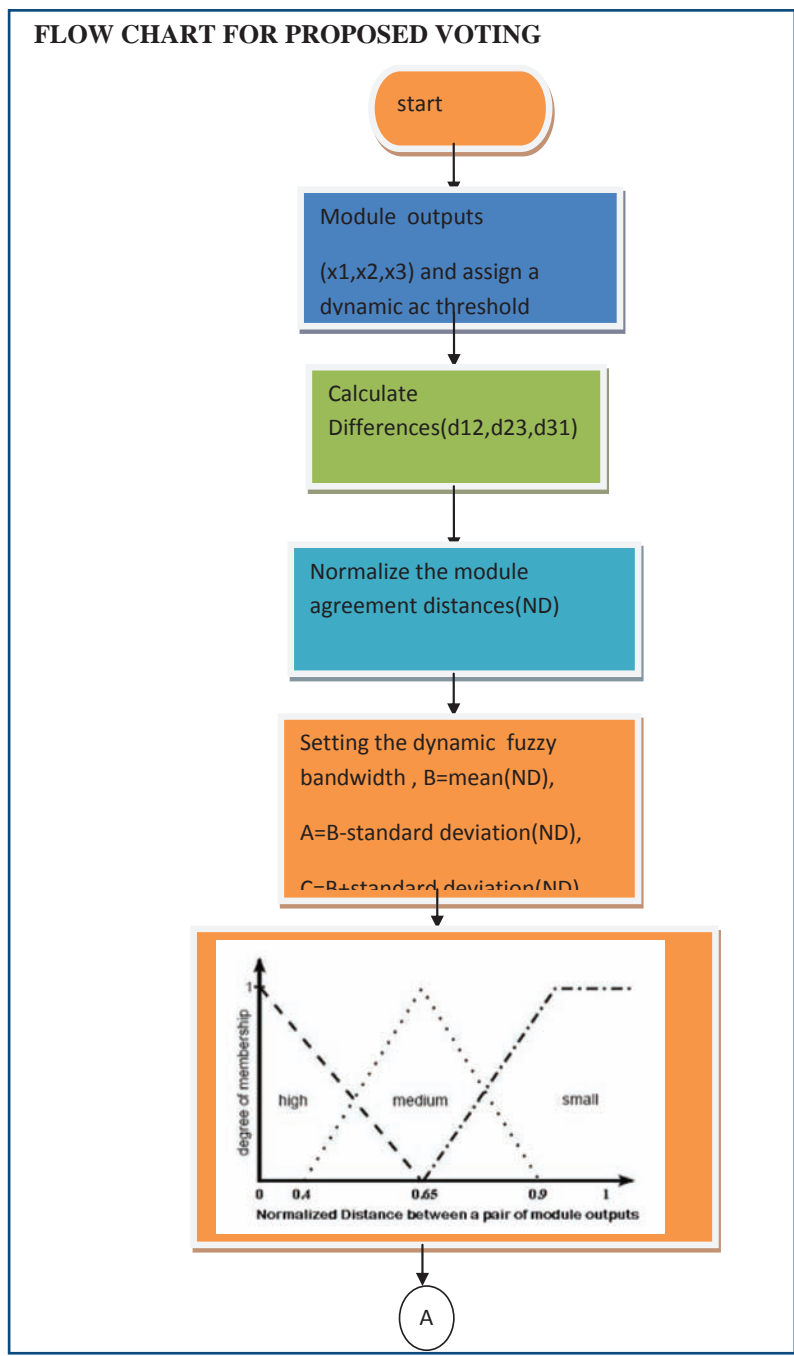 FLOW CHART FOR PROPOSED VOTING
start
Module outputs
(x1,x2,x3) and assign a
dynamic ac threshold
Calculate
Differences(d12,d23,d31)
Normalize the module
agreement distances(ND)
Setting the dynamic fuzzy
bandwidth , B=mean(ND),
A=B-standard deviation(ND),
C=B+standard deviation(ND)
1
degree of membership
high
medium
small
0 0.4 0.65 0.9 1
Normalized Distance between a pair of module outputs
A